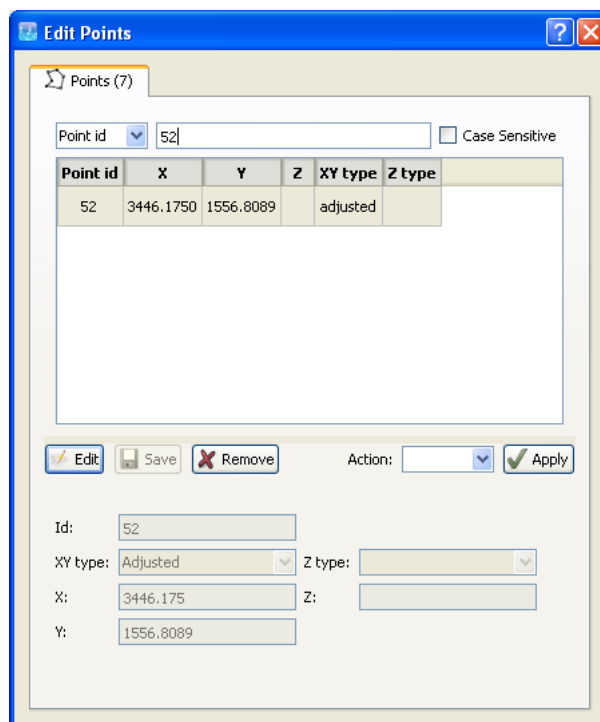 Edit Points
Points (7)
Point id 52 Case Sensitive
Point id X Y Z XY type Z type
52 3446.1750 1556.8089 adjusted
Edit Save Remove Action: Apply
Id: 52
XY type: Adjusted Z type:
X: 3446.175 Z:
Y: 1556.8089